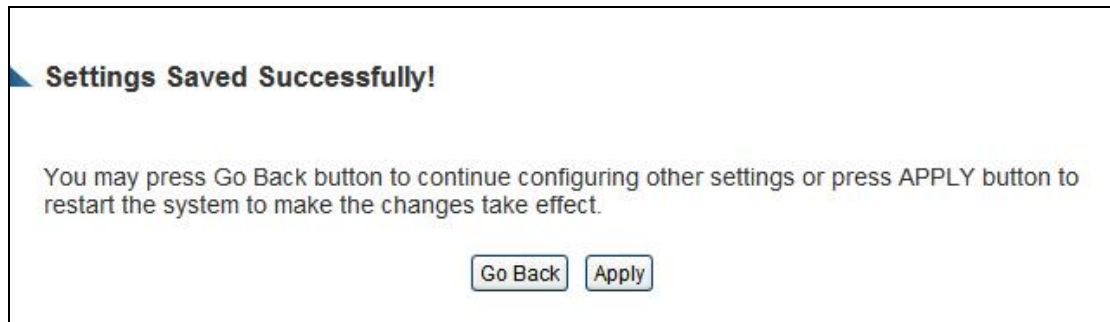 Settings Saved Successfully!
You may press Go Back button to continue configuring other settings or press APPLY button to
restart the system to make the changes take effect.
Go Back Apply